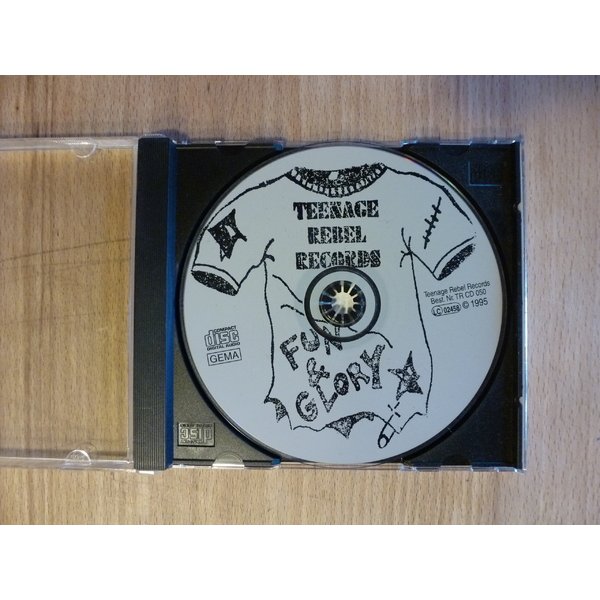 TEENAGE
REBEL
RECORDS
Teenage Rebel Records
Best. Nr. TR CD 050
LC 02458 © 1995
COMPACT
disc
DIGITAL AUDIO
GEMA
FUN
&
GLORY
disc